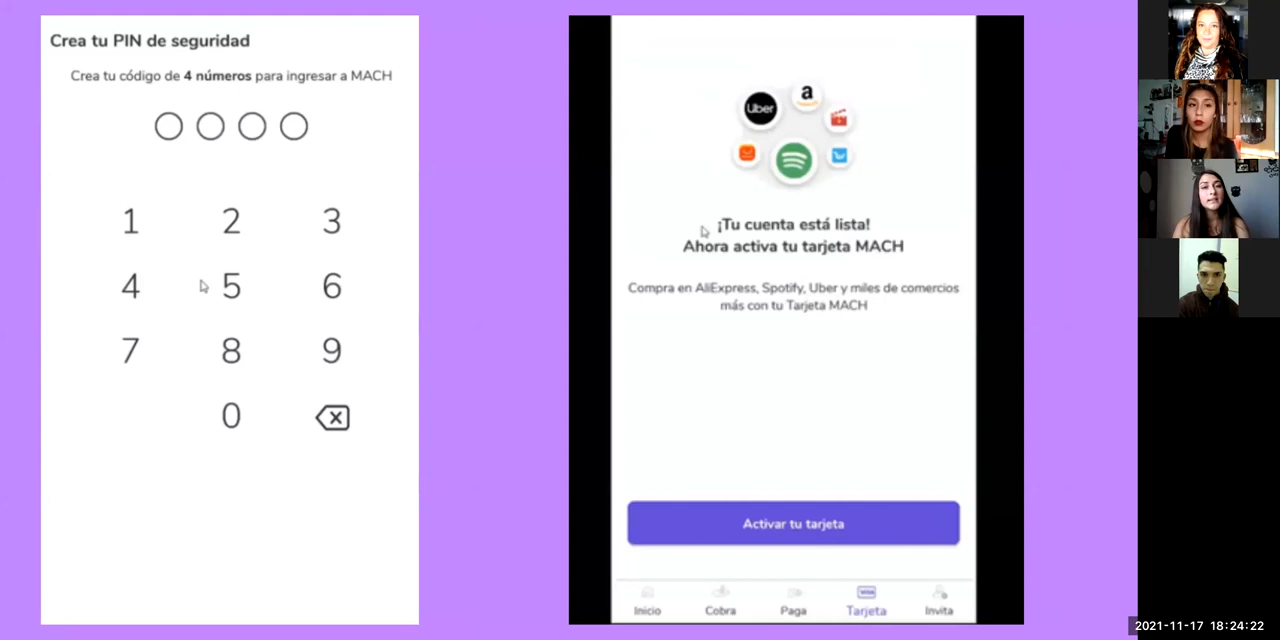 Crea tu PIN de seguridad
Crea tu código de 4 números para ingresar a MACH
1 2 3
4 5 6
7 8 9
0
Uber
a
¡Tu cuenta está lista!
Ahora activa tu tarjeta MACH
Compra en AliExpress, Spotify, Uber y miles de comercios
más con tu Tarjeta MACH
Activar tu tarjeta
VISA
Inicio Cobra Paga Tarjeta Invita
2021-11-17 18:24:22